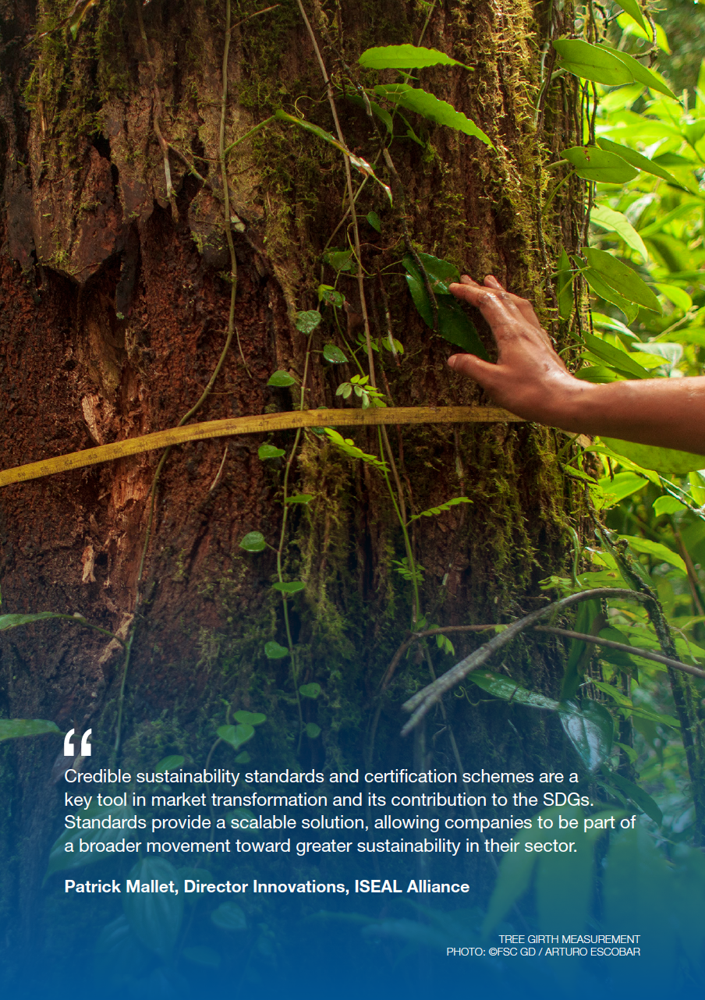 “
Credible sustainability standards and certification schemes are a
key tool in market transformation and its contribution to the SDGs.
Standards provide a scalable solution, allowing companies to be part of
a broader movement toward greater sustainability in their sector.
Patrick Mallet, Director Innovations, ISEAL Alliance
TREE GIRTH MEASUREMENT
PHOTO: ©FSC GD / ARTURO ESCOBAR